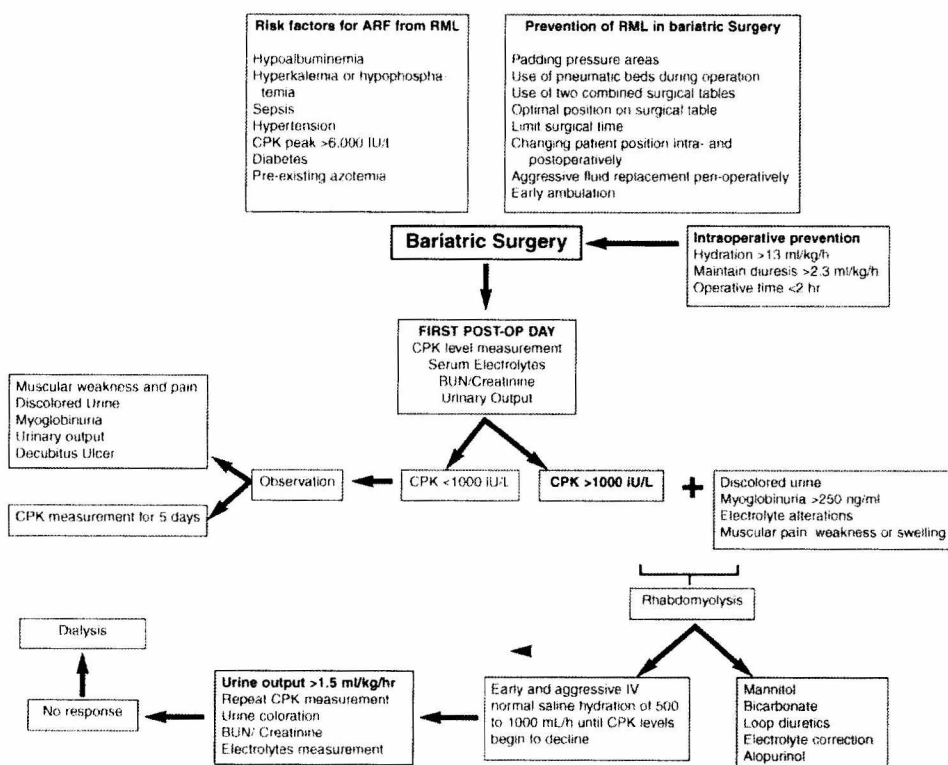 Risk factors for ARF from RML
Hypoalbuminemia
Hyperkalemia or hypophospha
temia
Sepsis
Hypertension
CPK peak >6,000 IU/l
Diabetes
Pre-existing azotemia
Prevention of RML in bariatric Surgery
Padding pressure areas
Use of pneumatic beds during operation
Use of two combined surgical tables
Optimal position on surgical table
Limit surgical time
Changing patient position intra- and
postoperatively
Aggressive fluid replacement peri-operatively
Early ambulation
Bariatric Surgery
Intraoperative prevention
Hydration >13 ml/kg/h
Maintain diuresis >2.3 ml/kg/h
Operative time <2 hr
FIRST POST-OP DAY
CPK level measurement
Serum Electrolytes
BUN/Creatinine
Urinary Output
Muscular weakness and pain
Discolored Urine
Myoglobinuria
Urinary output
Decubitus Ulcer
Observation
CPK <1000 iU/L
CPK >1000 iU/L
+
Discolored urine
Myoglobinuria >250 ng/ml
Electrolyte alterations
Muscular pain weakness or swelling
CPK measurement for 5 days
Rhabdomyolysis
Dialysis
No response
Urine output >1.5 ml/kg/hr
Repeat CPK measurement
Urine coloration
BUN/ Creatinine
Electrolytes measurement
Early and aggressive IV
normal saline hydration of 500
to 1000 mL/h until CPK levels
begin to decline
Mannitol
Bicarbonate
Loop diuretics
Electrolyte correction
Alopurinol